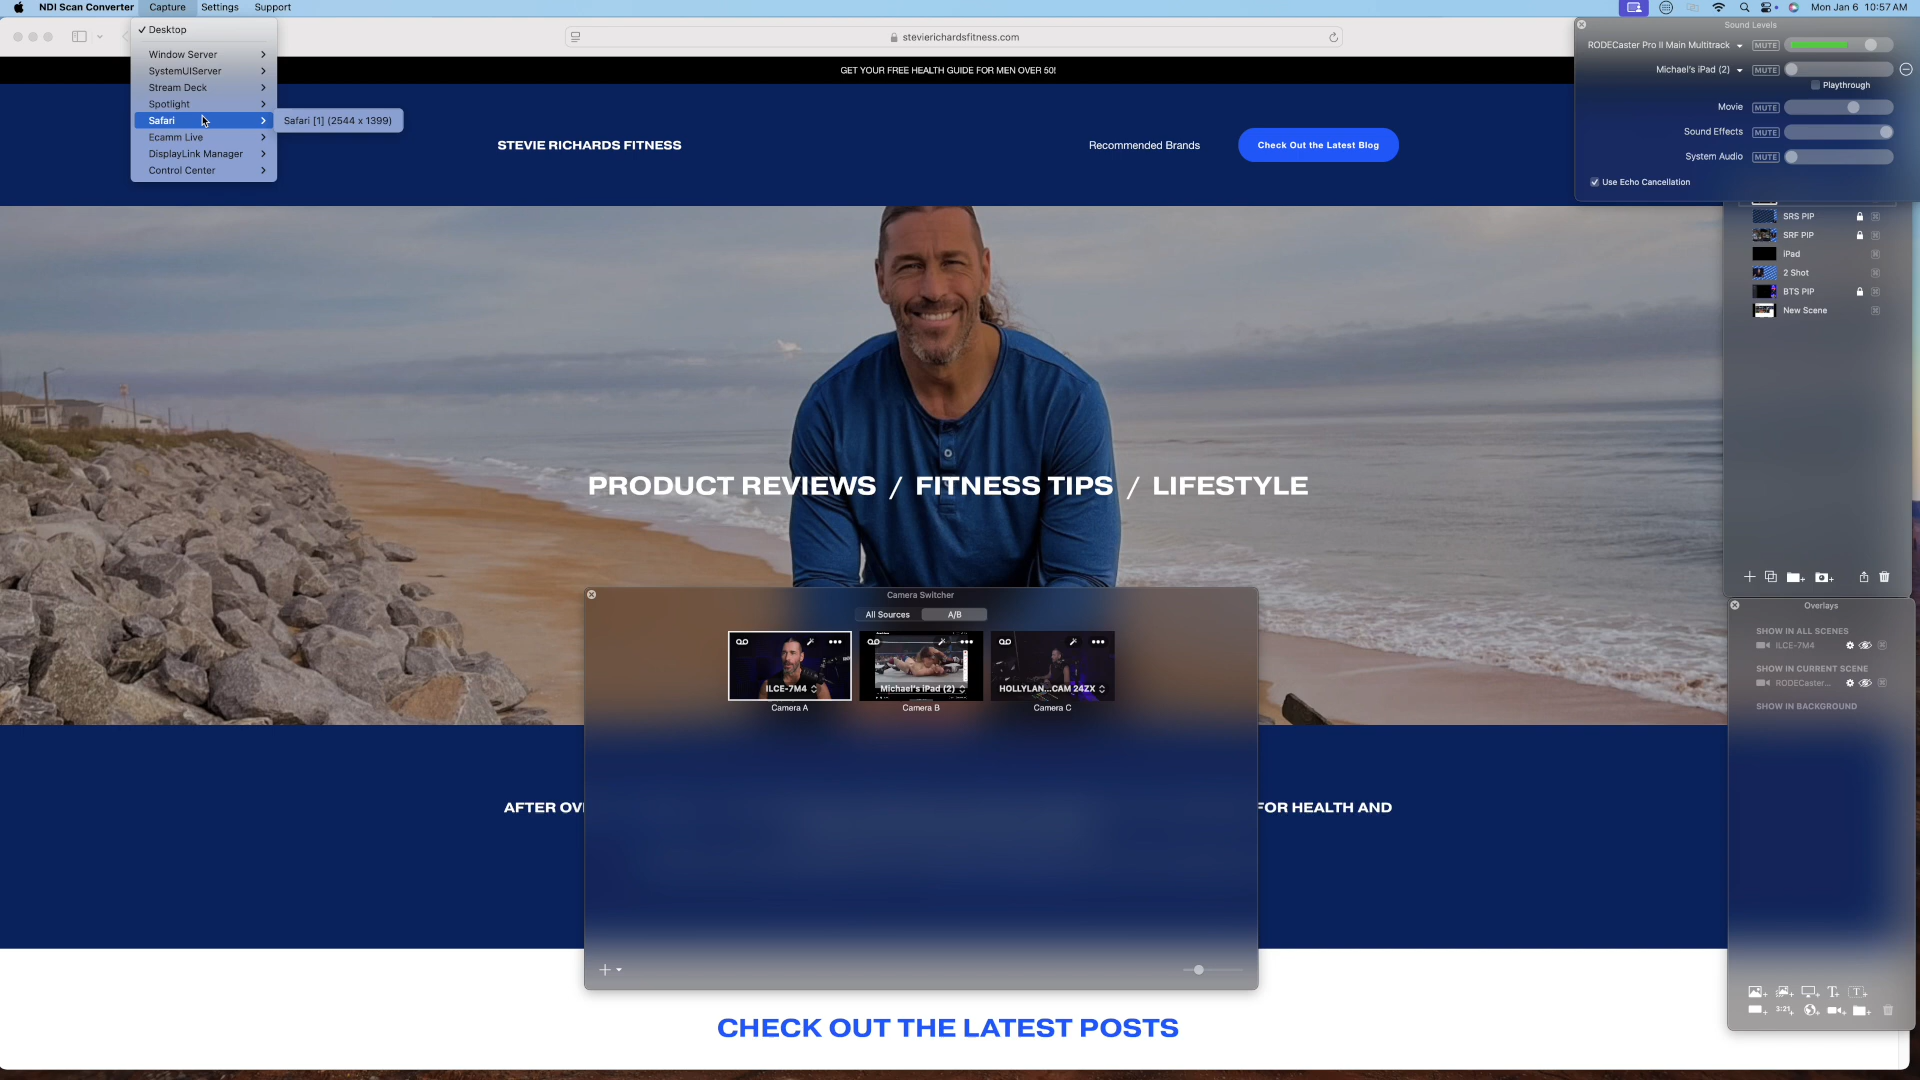 NDI Scan Converter Capture Settings Support
Mon Jan 6 10:57 AM
Desktop
Window Server
SystemUIServer
Stream Deck
Spotlight
Safari
Safari [1] (2544 x 1399)
Ecamm Live
DisplayLink Manager
Control Center
stevierichardsfitness.com
GET YOUR FREE HEALTH GUIDE FOR MEN OVER 50!
STEVIE RICHARDS FITNESS
Recommended Brands
Check Out the Latest Blog
Sound Levels
RODECaster Pro II Main Multitrack MUTE
Michael's iPad (2) MUTE
Playthrough
Movie MUTE
Sound Effects MUTE
System Audio MUTE
Use Echo Cancellation
SRS PIP
SRF PIP
iPad
2 Shot
BTS PIP
New Scene
PRODUCT REVIEWS / FITNESS TIPS / LIFESTYLE
Camera Switcher
All Sources A/B
ILCE-7M4
Camera A
Michael's iPad (2)
Camera B
HOLLYLAN...CAM 24ZX
Camera C
Overlays
SHOW IN ALL SCENES
ILCE-7M4
SHOW IN CURRENT SCENE
RODECaster...
SHOW IN BACKGROUND
3:21
AFTER OV
FOR HEALTH AND
CHECK OUT THE LATEST POSTS